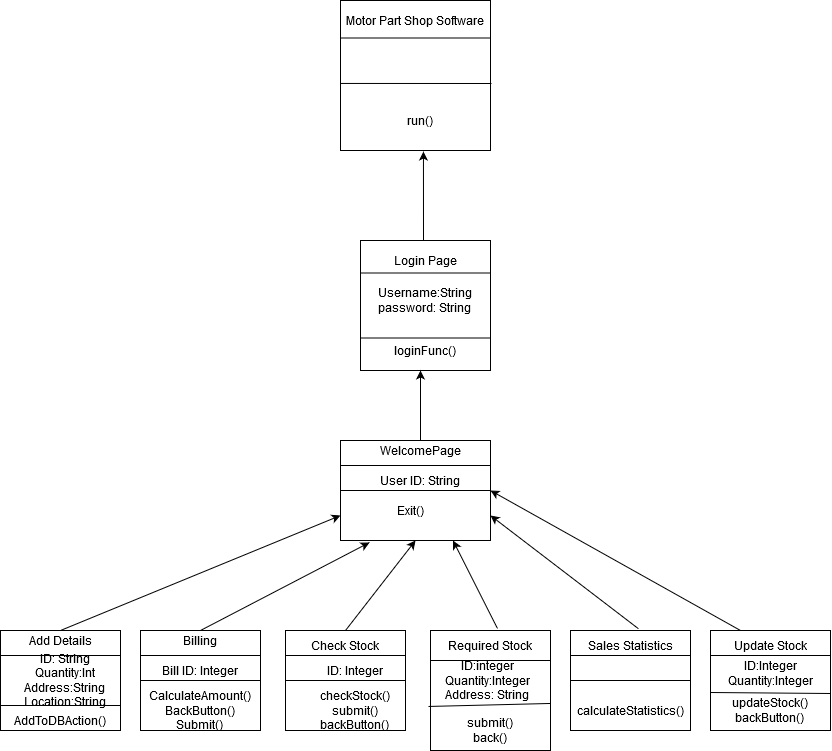 Motor Part Shop Software
run()
Login Page
Username:String
password: String
loginFunc()
WelcomePage
User ID: String
Exit()
Add Details
ID: String
Quantity:Int
Address:String
Location:String
AddToDBAction()
Billing
Bill ID: Integer
CalculateAmount()
BackButton()
Submit()
Check Stock
ID: Integer
checkStock()
submit()
backButton()
Required Stock
ID:integer
Quantity:Integer
Address: String
submit()
back()
Sales Statistics
calculateStatistics()
Update Stock
ID:Integer
Quantity:Integer
updateStock()
backButton()